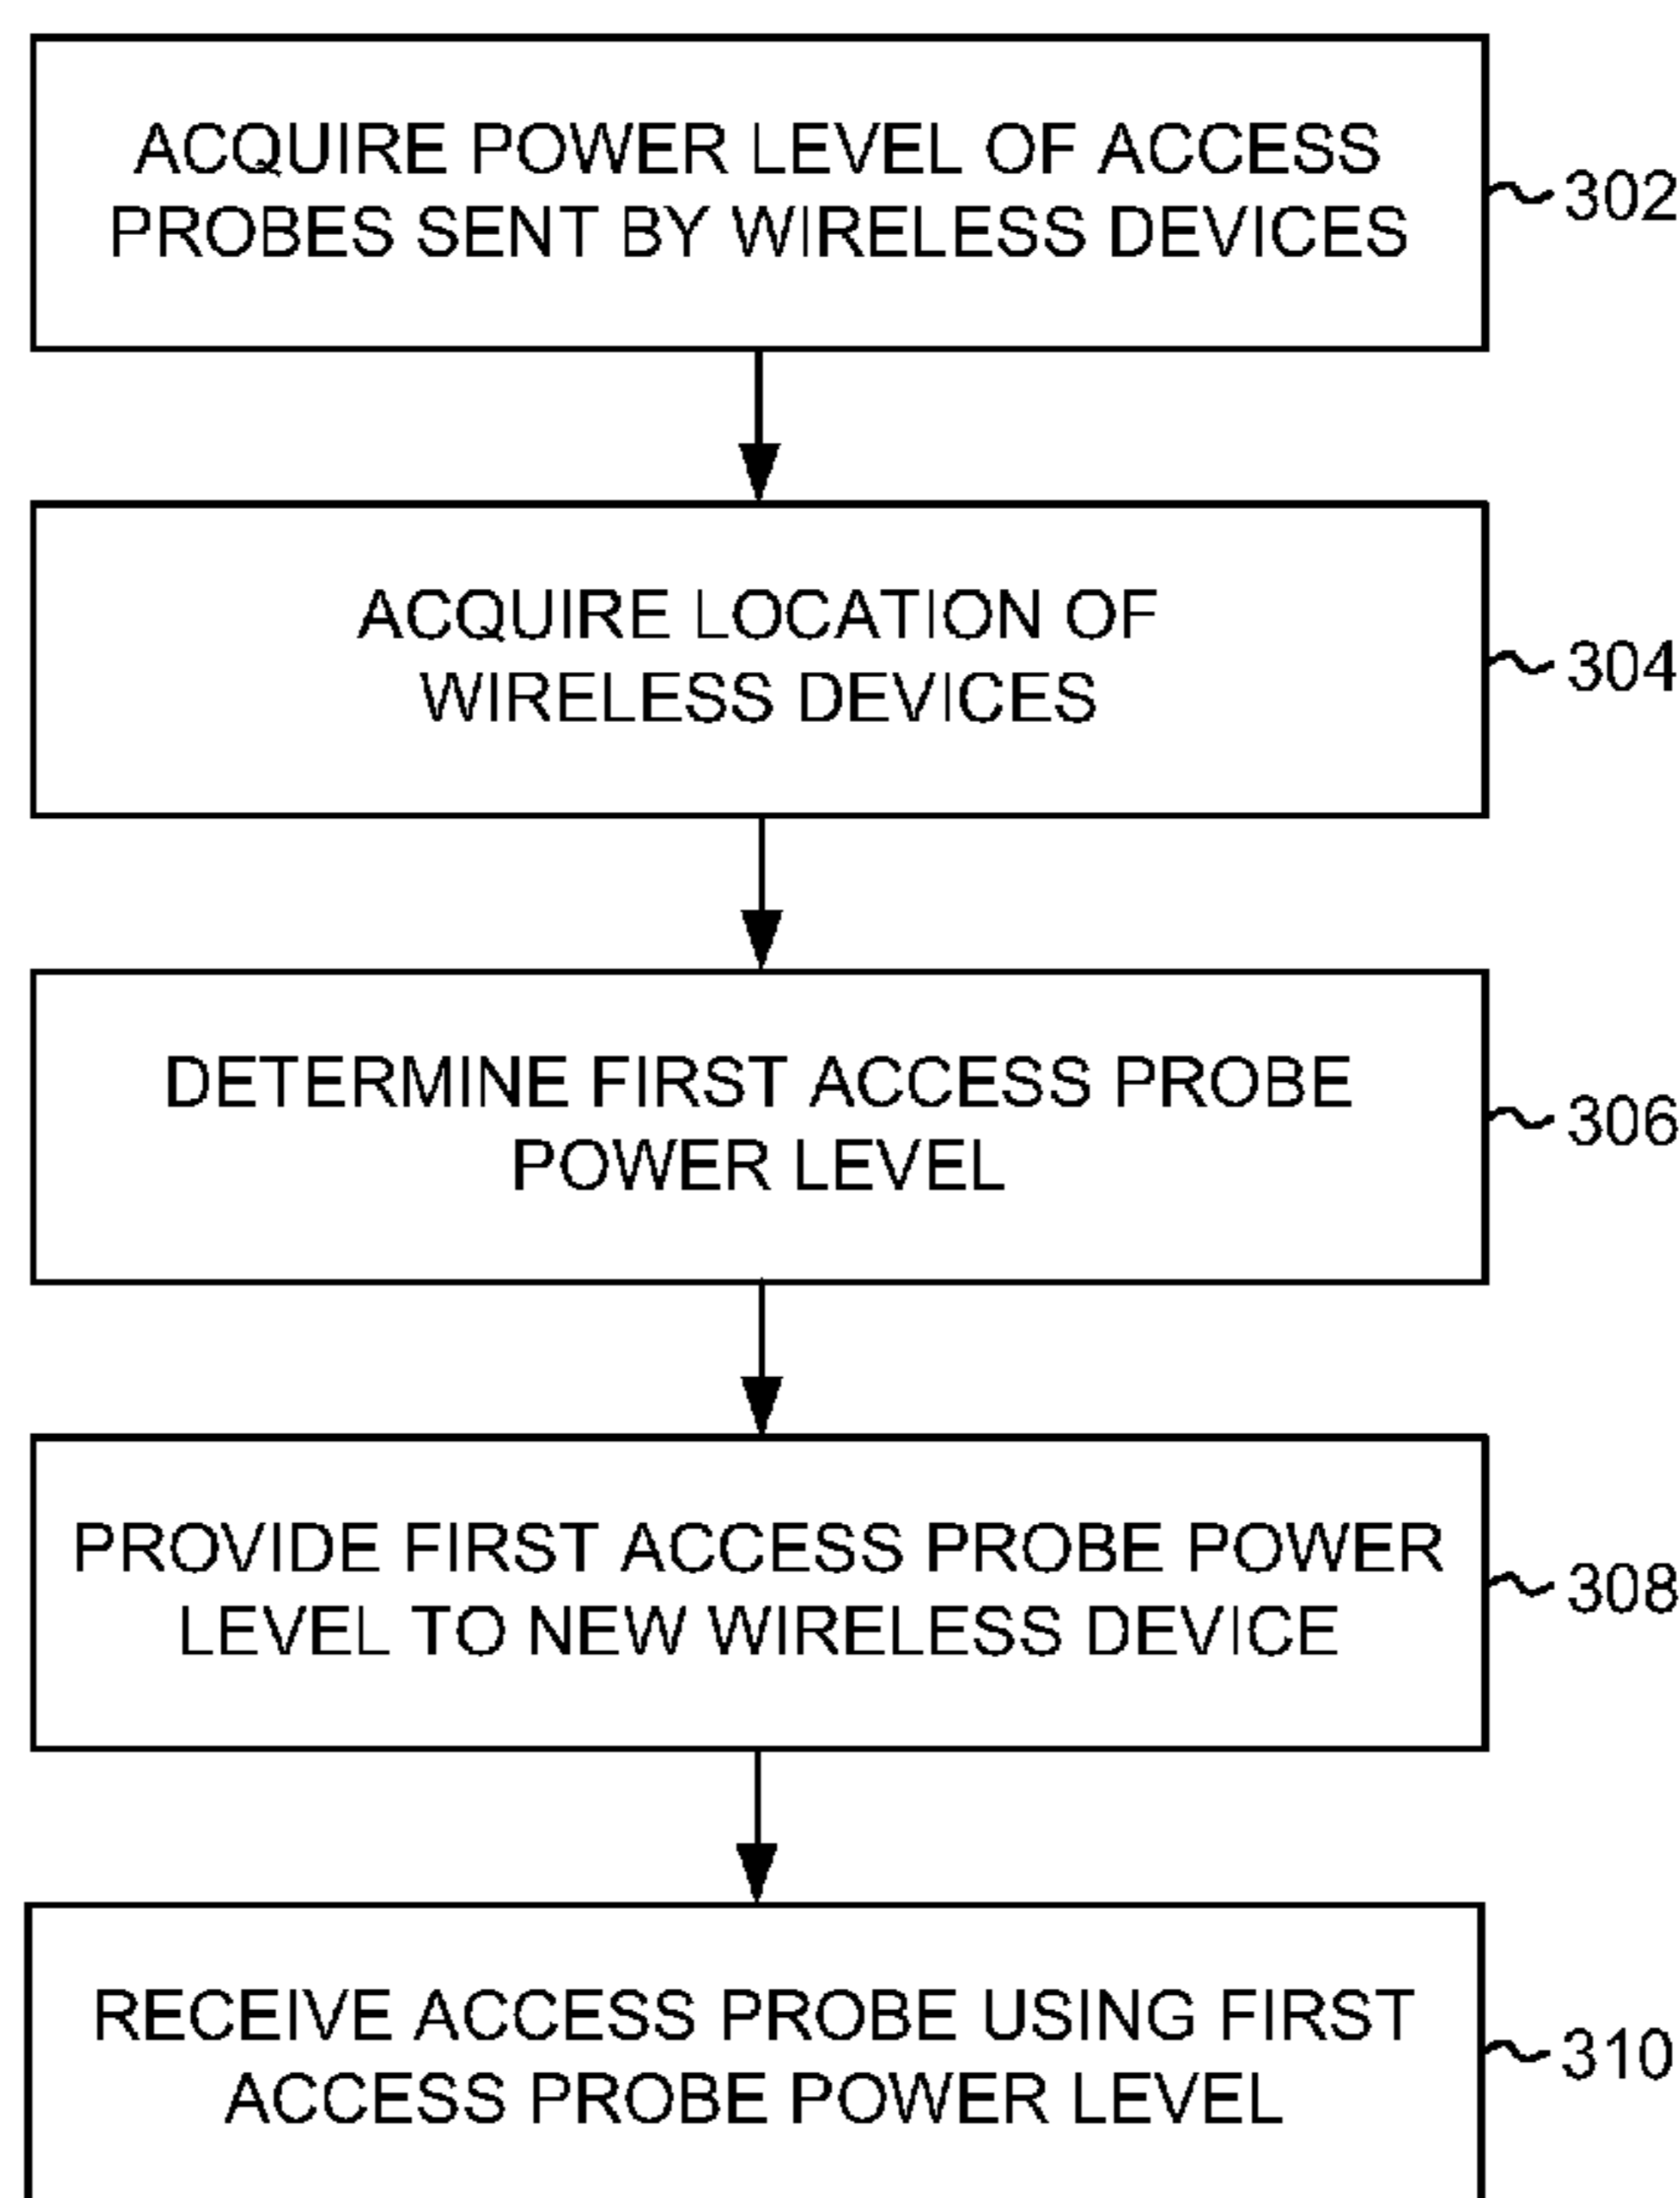 ACQUIRE POWER LEVEL OF ACCESS
PROBES SENT BY WIRELESS DEVICES
302
ACQUIRE LOCATION OF
WIRELESS DEVICES
304
DETERMINE FIRST ACCESS PROBE
POWER LEVEL
306
PROVIDE FIRST ACCESS PROBE POWER
LEVEL TO NEW WIRELESS DEVICE
308
RECEIVE ACCESS PROBE USING FIRST
ACCESS PROBE POWER LEVEL
310